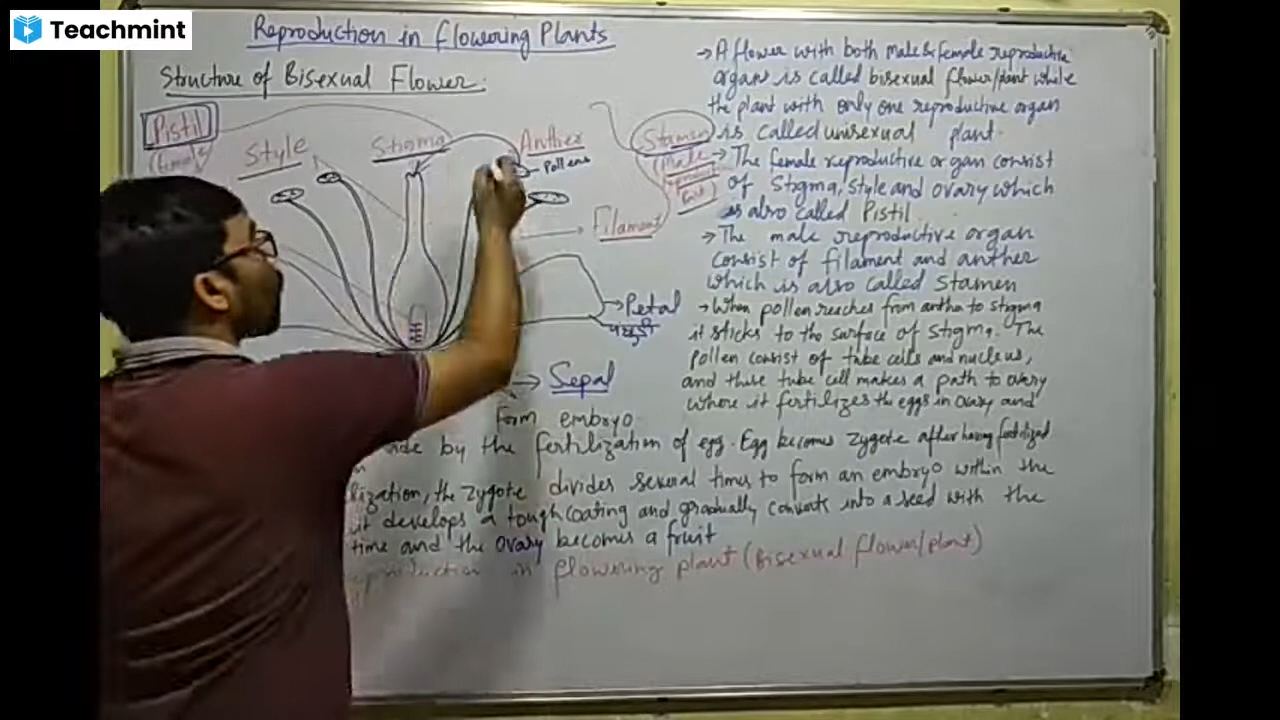 Teachmint
Reproduction in Flowering Plants
Structure of Bisexual Flower.
Pistil
(female
Style
Stigma
Anther
Pollens
Stamen
(Male
Part)
Filament
Petal
Sepal
Form embryo
→ A flower with both male & female reproductive
organs is called bisexual flower/plant while
the plant with only one reproductive organ
is called unisexual plant.
→ The female reproductive organ consist
of Stigma, style and ovary which
is also called Pistil
→ The male reproductive organ
consist of filament and anther
which is also called Stamen
→ When pollen reaches from anther to stigma
it sticks to the surface of stigma. The
pollen consist of tube cells and nucleus,
and these tube cell makes a path to ovary
where it fertilizes the eggs in ovary and
by the fertilization of egg. Egg becomes zygote after having fertilized
lization, the zygote divides several times to form an embryo within the
it develops a tough coating and gradually converts into a seed with the
time and the ovary becomes a fruit
production in flowering plant (Bisexual flower/plant)